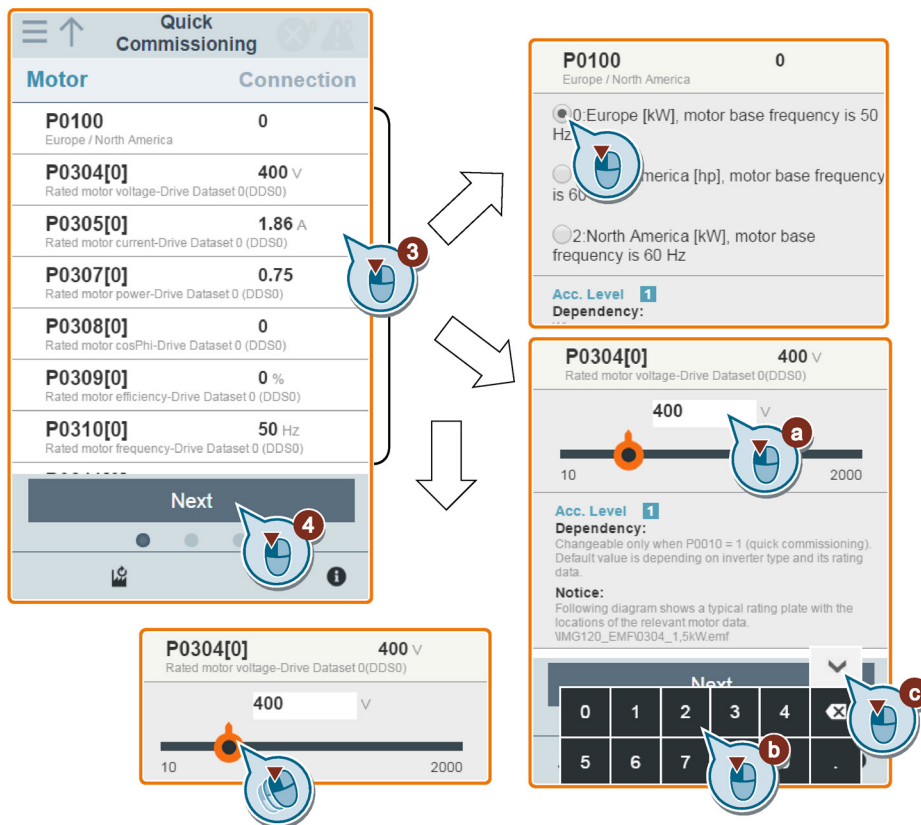 Quick
Commissioning
Motor
Connection
P0100 0
Europe / North America
P0304[0] 400 V
Rated motor voltage-Drive Dataset 0(DDS0)
P0305[0] 1.86 A
Rated motor current-Drive Dataset 0 (DDS0)
P0307[0] 0.75
Rated motor power-Drive Dataset 0 (DDS0)
P0308[0] 0
Rated motor cosPhi-Drive Dataset 0 (DDS0)
P0309[0] 0 %
Rated motor efficiency-Drive Dataset 0 (DDS0)
P0310[0] 50 Hz
Rated motor frequency-Drive Dataset 0 (DDS0)
Next
3
4
P0100 0
Europe / North America
0:Europe [kW], motor base frequency is 50
Hz
merica [hp], motor base frequency
is 60
2:North America [kW], motor base
frequency is 60 Hz
Acc. Level 1
Dependency:
P0304[0] 400 V
Rated motor voltage-Drive Dataset 0(DDS0)
400 V
a
10 2000
Acc. Level 1
Dependency:
Changeable only when P0010 = 1 (quick commissioning).
Default value is depending on inverter type and its rating
data.
Notice:
Following diagram shows a typical rating plate with the
locations of the relevant motor data.
\IMG120_EMF\0304_1,5kW.emf
Next
c
0 1 2 3 4
5 6 7 .
b
P0304[0] 400 V
Rated motor voltage-Drive Dataset 0(DDS0)
400 V
10 2000